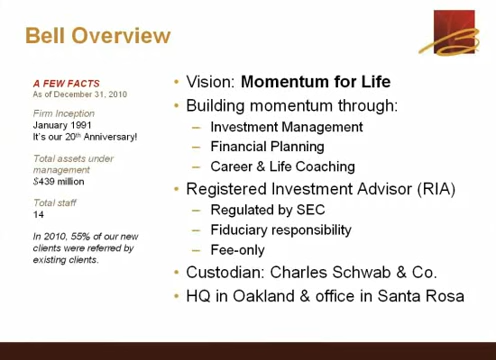 Bell Overview
A FEW FACTS
As of December 31, 2010
Firm Inception
January 1991
It's our 20th Anniversary!
Total assets under
management
$439 million
Total staff
14
In 2010, 55% of our new
clients were referred by
existing clients.
• Vision: Momentum for Life
• Building momentum through:
– Investment Management
– Financial Planning
– Career & Life Coaching
• Registered Investment Advisor (RIA)
– Regulated by SEC
– Fiduciary responsibility
– Fee-only
• Custodian: Charles Schwab & Co.
• HQ in Oakland & office in Santa Rosa